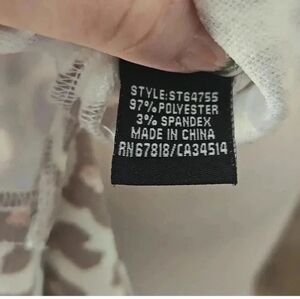 STYLE:ST64755
97% POLYESTER
3% SPANDEX
MADE IN CHINA
RN67818/CA34514